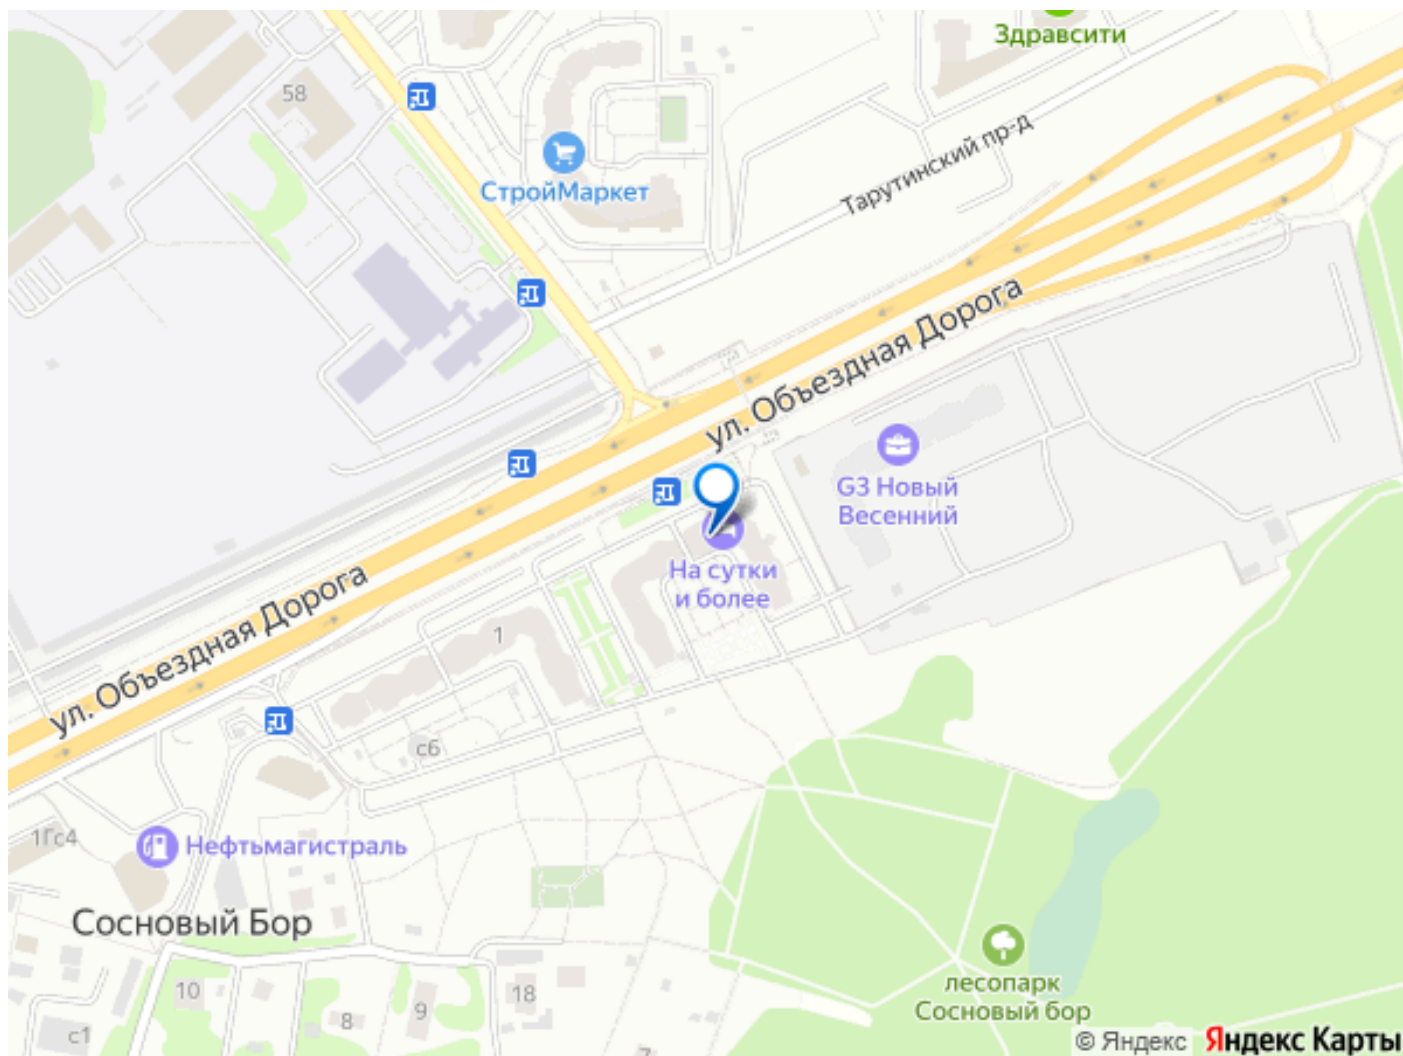 Здравсити
58
СтройМаркет
Тарутинский пр-д
ул. Объездная Дорога
G3 Новый
Весенний
На сутки
и более
ул. Объездная Дорога
1
с6
1Гс4
Нефтьмагистраль
Сосновый Бор
10
8
9
18
с1
7
лесопарк
Сосновый бор
© Яндекс Яндекс Карты